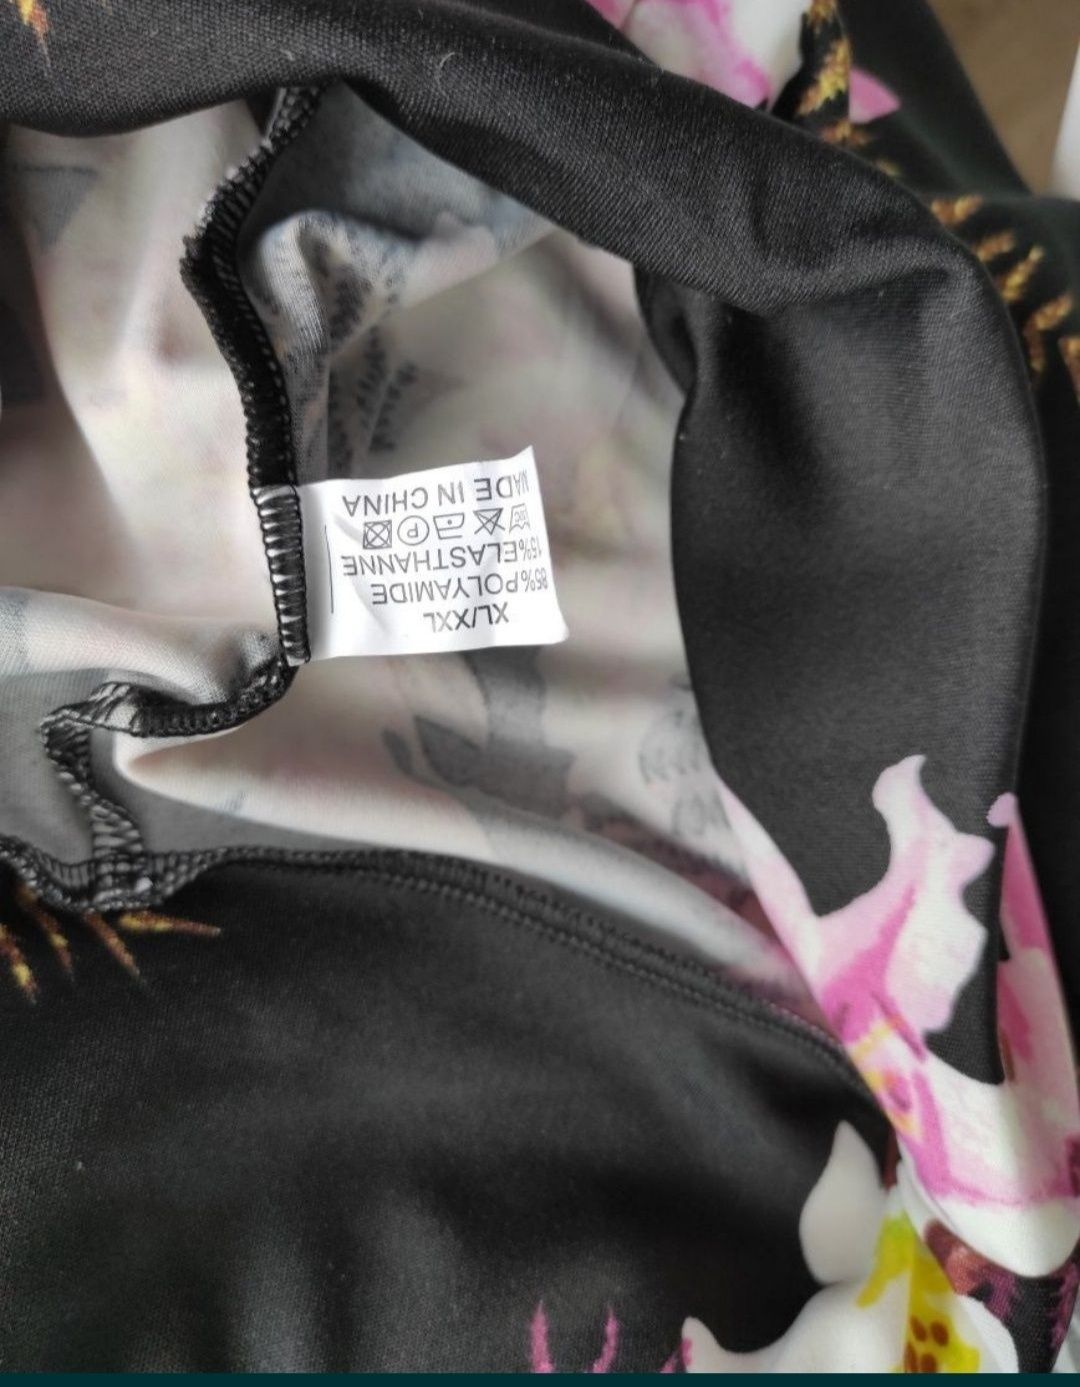 XL/XXL
85%POLYAMIDE
15%ELASTHANNE
MADE IN CHINA